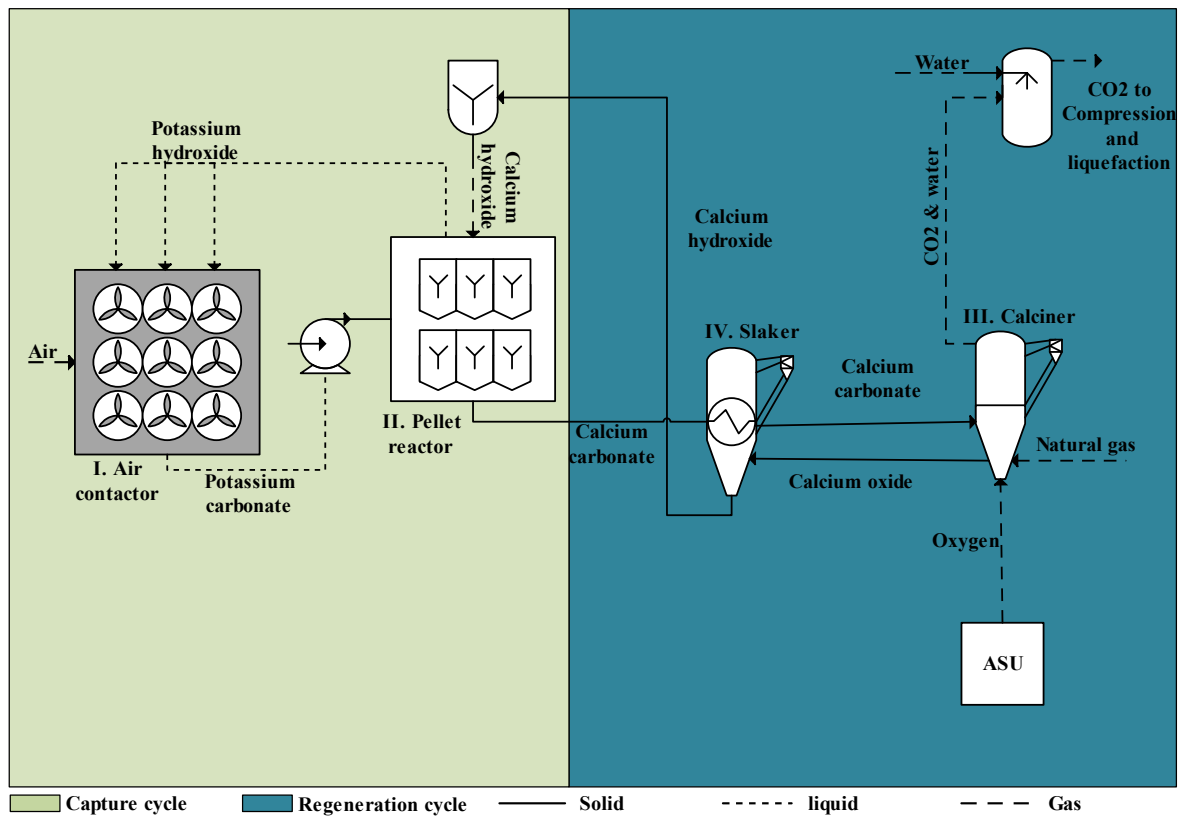 Water
CO2 to
Compression
and
liquefaction
Potassium
hydroxide
Calcium
hydroxide
Calcium
hydroxide
CO2 & water
III. Calciner
IV. Slaker
Air
Calcium
carbonate
II. Pellet
reactor
Calcium
carbonate
Natural gas
I. Air
contactor
Potassium
carbonate
Calcium oxide
Oxygen
ASU
Capture cycle
Regeneration cycle
Solid
liquid
Gas